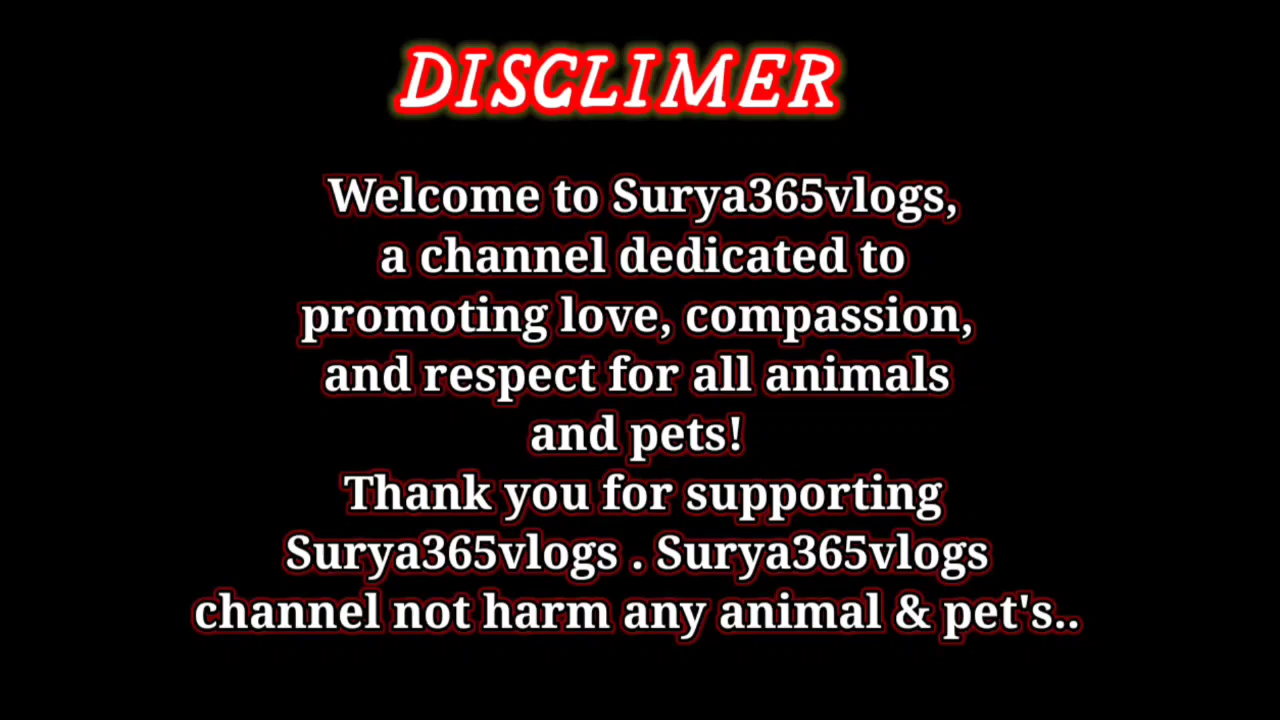 DISCLIMER
Welcome to Surya365vlogs,
a channel dedicated to
promoting love, compassion,
and respect for all animals
and pets!
Thank you for supporting
Surya365vlogs . Surya365vlogs
channel not harm any animal & pet's..